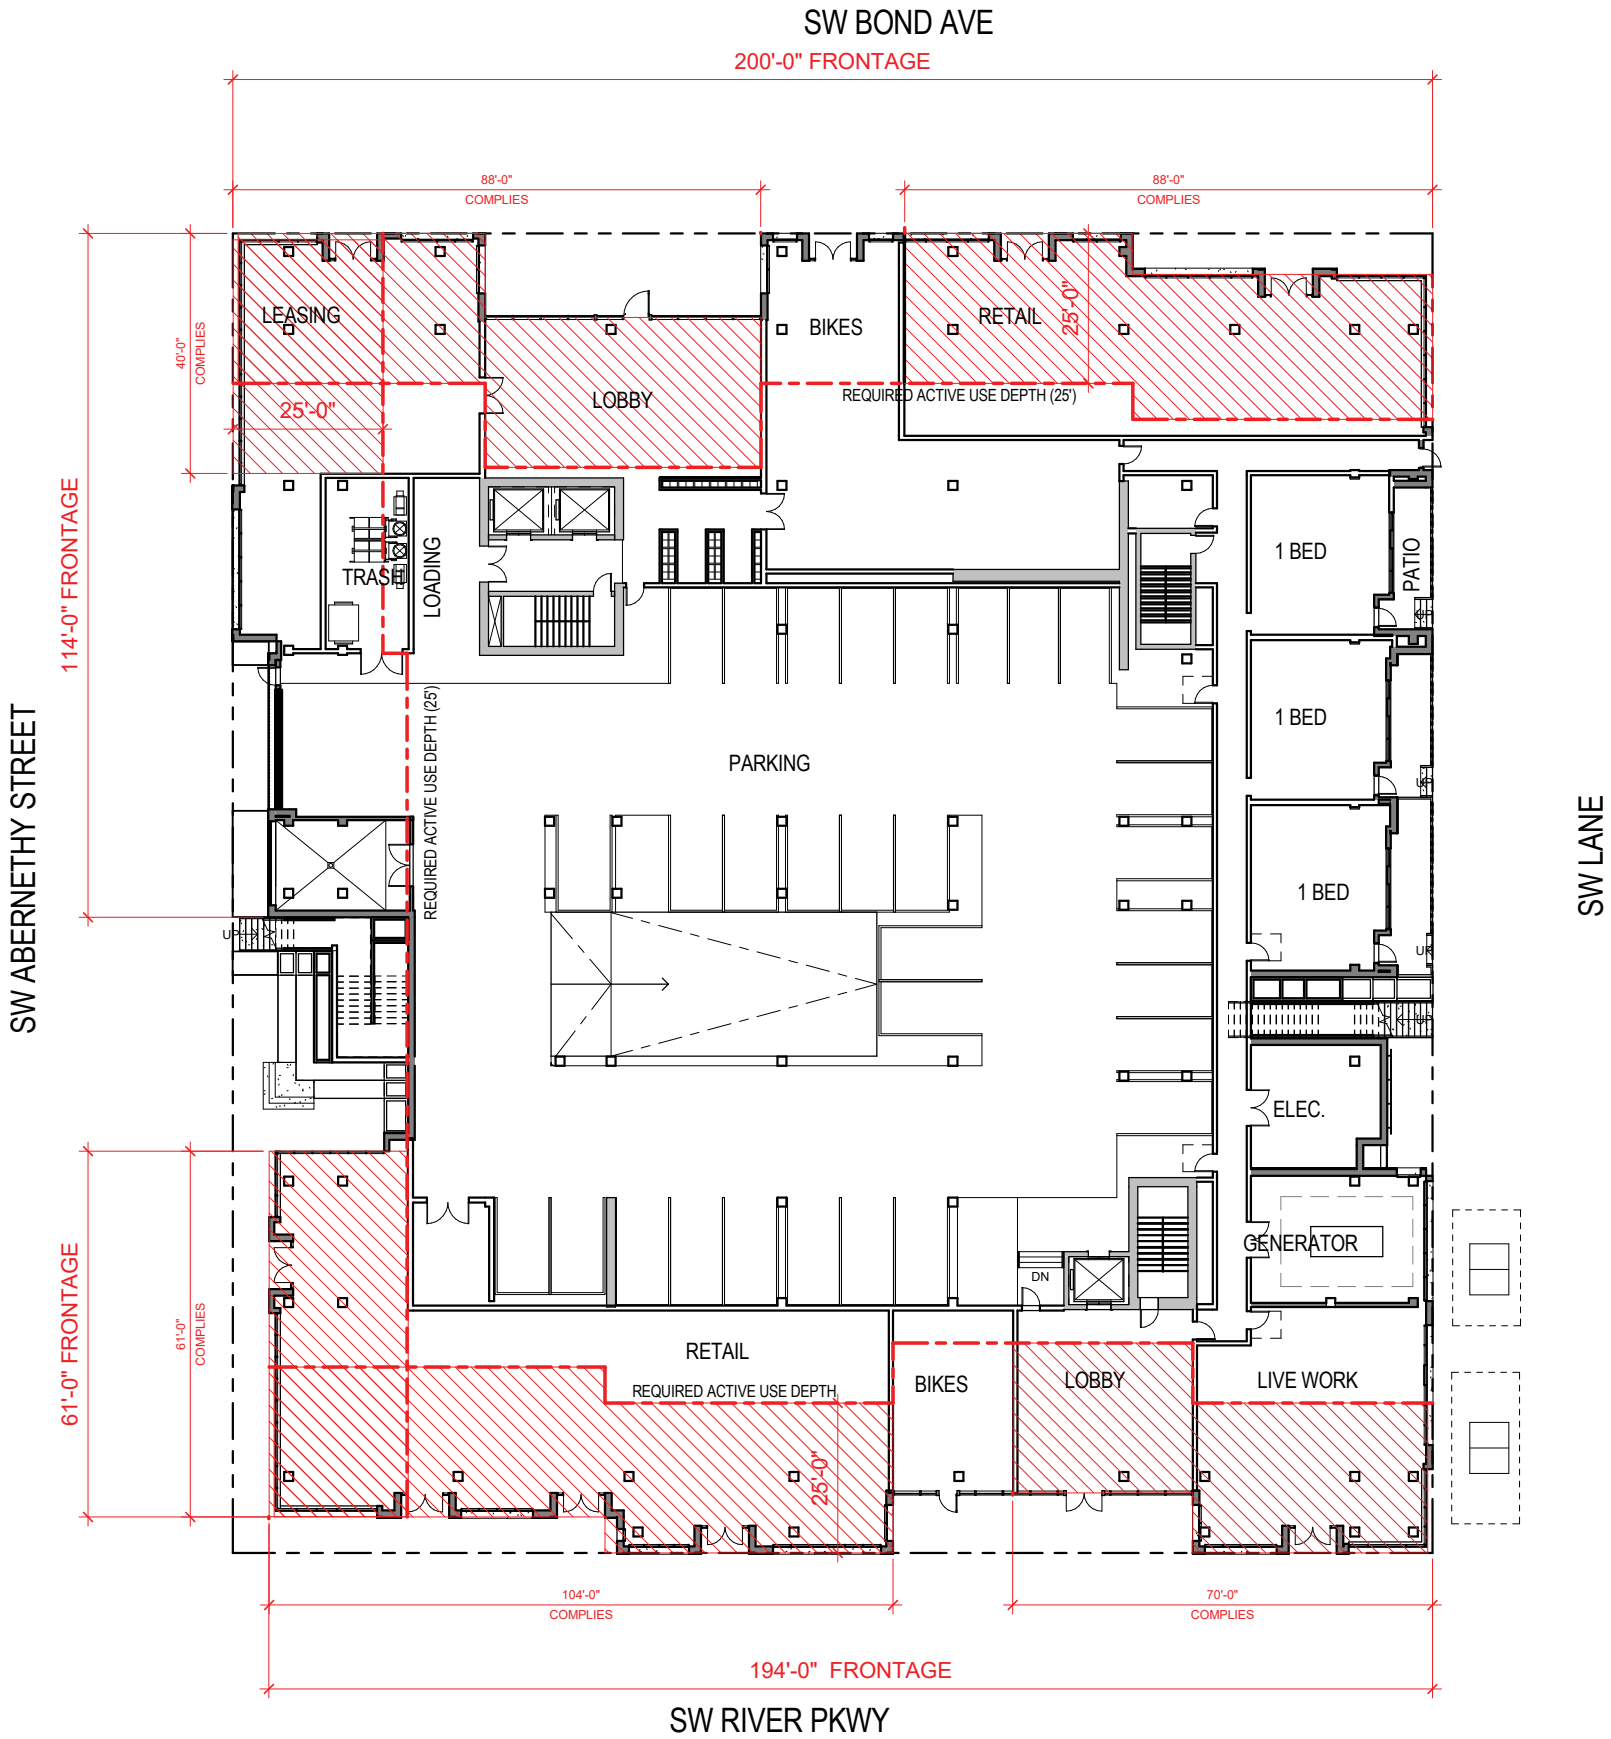 SW BOND AVE
200'-0" FRONTAGE
88'-0"
COMPLIES
88'-0"
COMPLIES
LEASING
LOBBY
BIKES
RETAIL
25'-0"
REQUIRED ACTIVE USE DEPTH (25')
25'-0"
40'-0"
COMPLIES
114'-0" FRONTAGE
TRASH
LOADING
1 BED
PATIO
UP
1 BED
UP
1 BED
UP
PARKING
REQUIRED ACTIVE USE DEPTH (25')
SW ABERNETHY STREET
SW LANE
UP
UP
ELEC.
GENERATOR
DN
61'-0" FRONTAGE
61'-0"
COMPLIES
RETAIL
REQUIRED ACTIVE USE DEPTH
25'-0"
BIKES
LOBBY
LIVE WORK
104'-0"
COMPLIES
70'-0"
COMPLIES
194'-0" FRONTAGE
SW RIVER PKWY